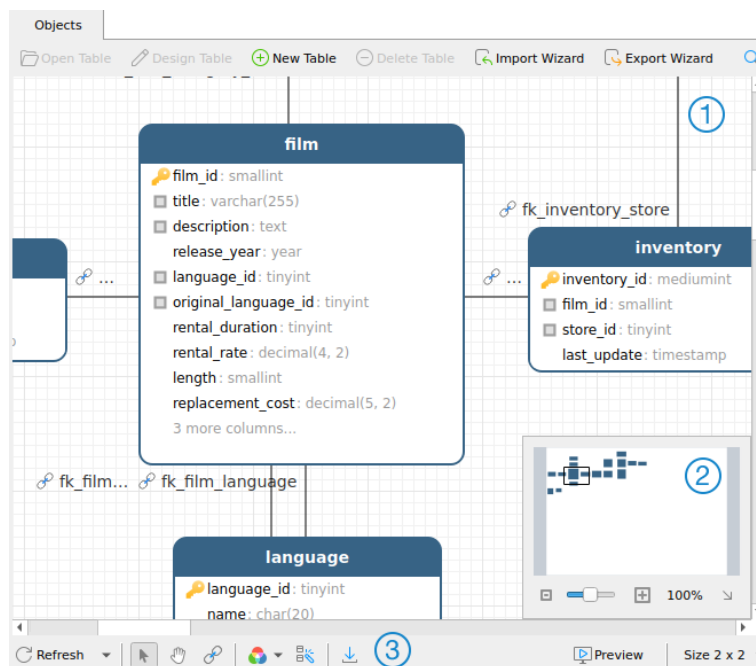 Objects
Open Table Design Table New Table Delete Table Import Wizard Export Wizard
1
film
film_id: smallint
title: varchar(255)
description: text
release_year: year
language_id: tinyint
original_language_id: tinyint
rental_duration: tinyint
rental_rate: decimal(4, 2)
length: smallint
replacement_cost: decimal(5, 2)
3 more columns...
...
...
fk_inventory_store
inventory
inventory_id: mediumint
film_id: smallint
store_id: tinyint
last_update: timestamp
fk_film... fk_film_language
2
100%
language
language_id: tinyint
name: char(20)
Refresh 3 Preview Size 2 x 2